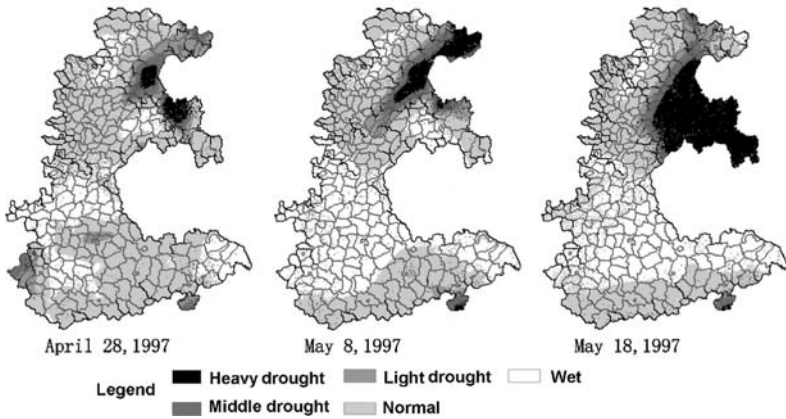 April 28,1997
May 8,1997
May 18,1997
Legend
Heavy drought
Light drought
Wet
Middle drought
Normal